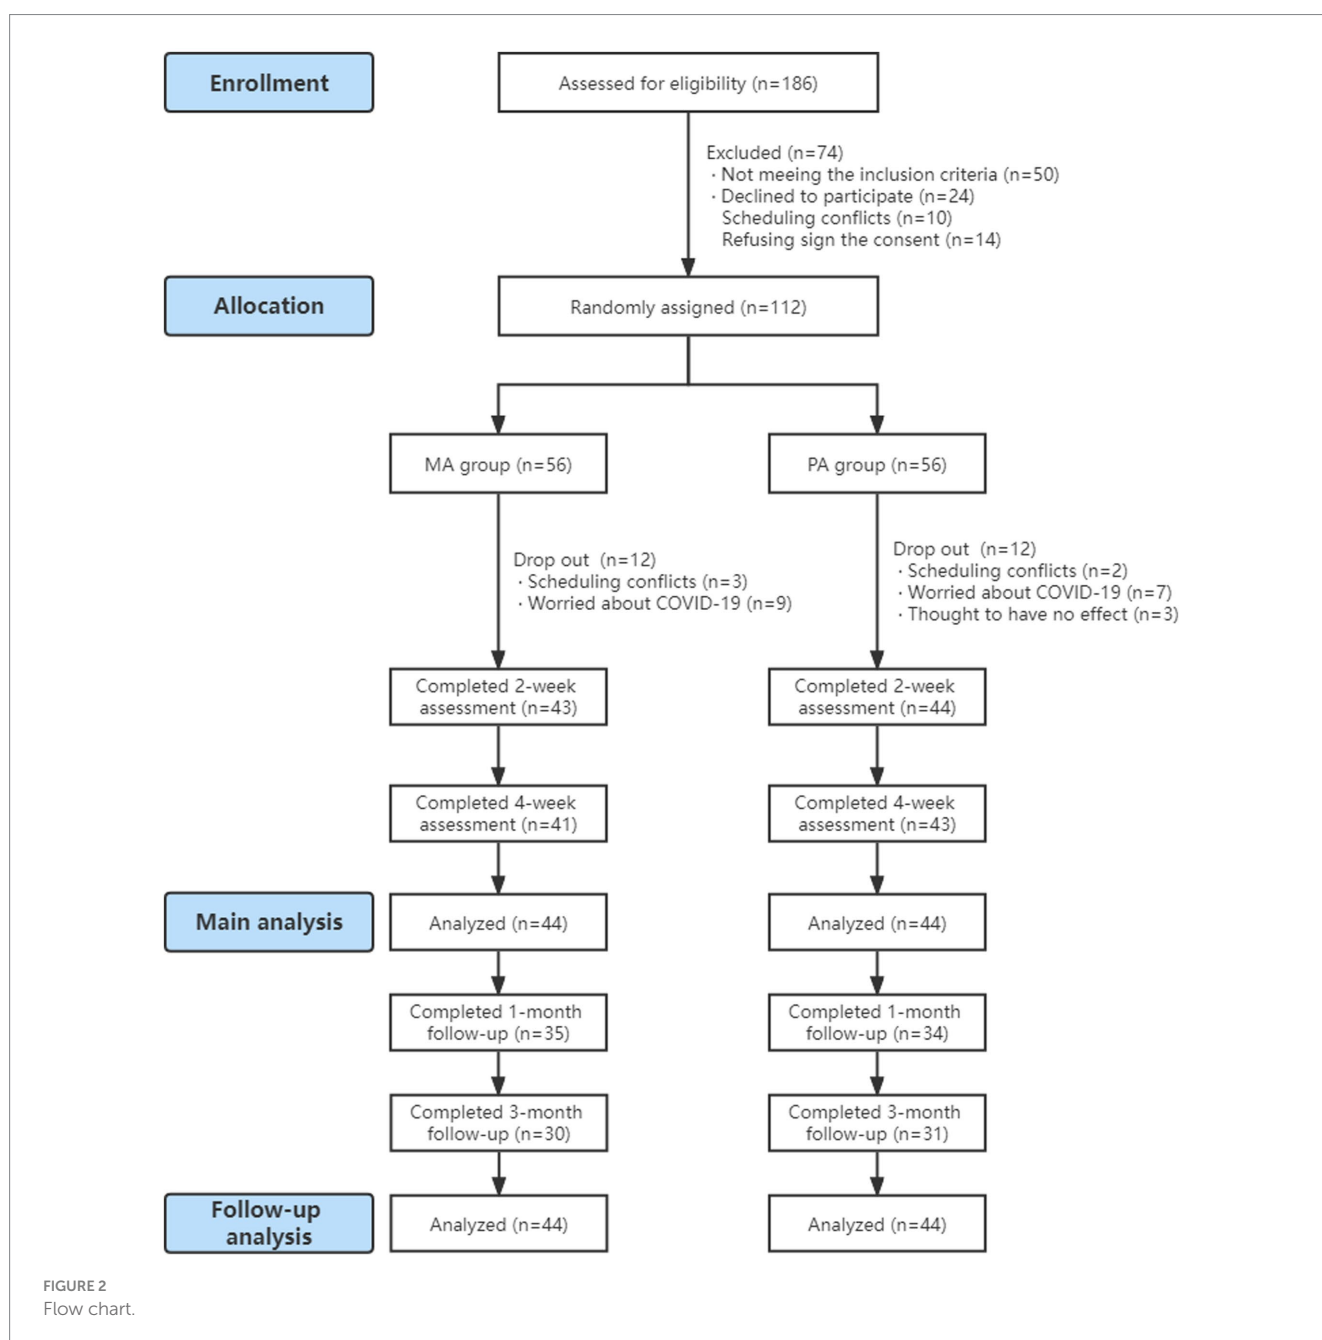 Enrollment
Assessed for eligibility (n=186)
Excluded (n=74)
· Not meeing the inclusion criteria (n=50)
· Declined to participate (n=24)
Scheduling conflicts (n=10)
Refusing sign the consent (n=14)
Allocation
Randomly assigned (n=112)
MA group (n=56)
PA group (n=56)
Drop out (n=12)
· Scheduling conflicts (n=3)
· Worried about COVID-19 (n=9)
Drop out (n=12)
· Scheduling conflicts (n=2)
· Worried about COVID-19 (n=7)
· Thought to have no effect (n=3)
Completed 2-week
assessment (n=43)
Completed 2-week
assessment (n=44)
Completed 4-week
assessment (n=41)
Completed 4-week
assessment (n=43)
Main analysis
Analyzed (n=44)
Analyzed (n=44)
Completed 1-month
follow-up (n=35)
Completed 1-month
follow-up (n=34)
Completed 3-month
follow-up (n=30)
Completed 3-month
follow-up (n=31)
Follow-up
analysis
Analyzed (n=44)
Analyzed (n=44)
FIGURE 2
Flow chart.